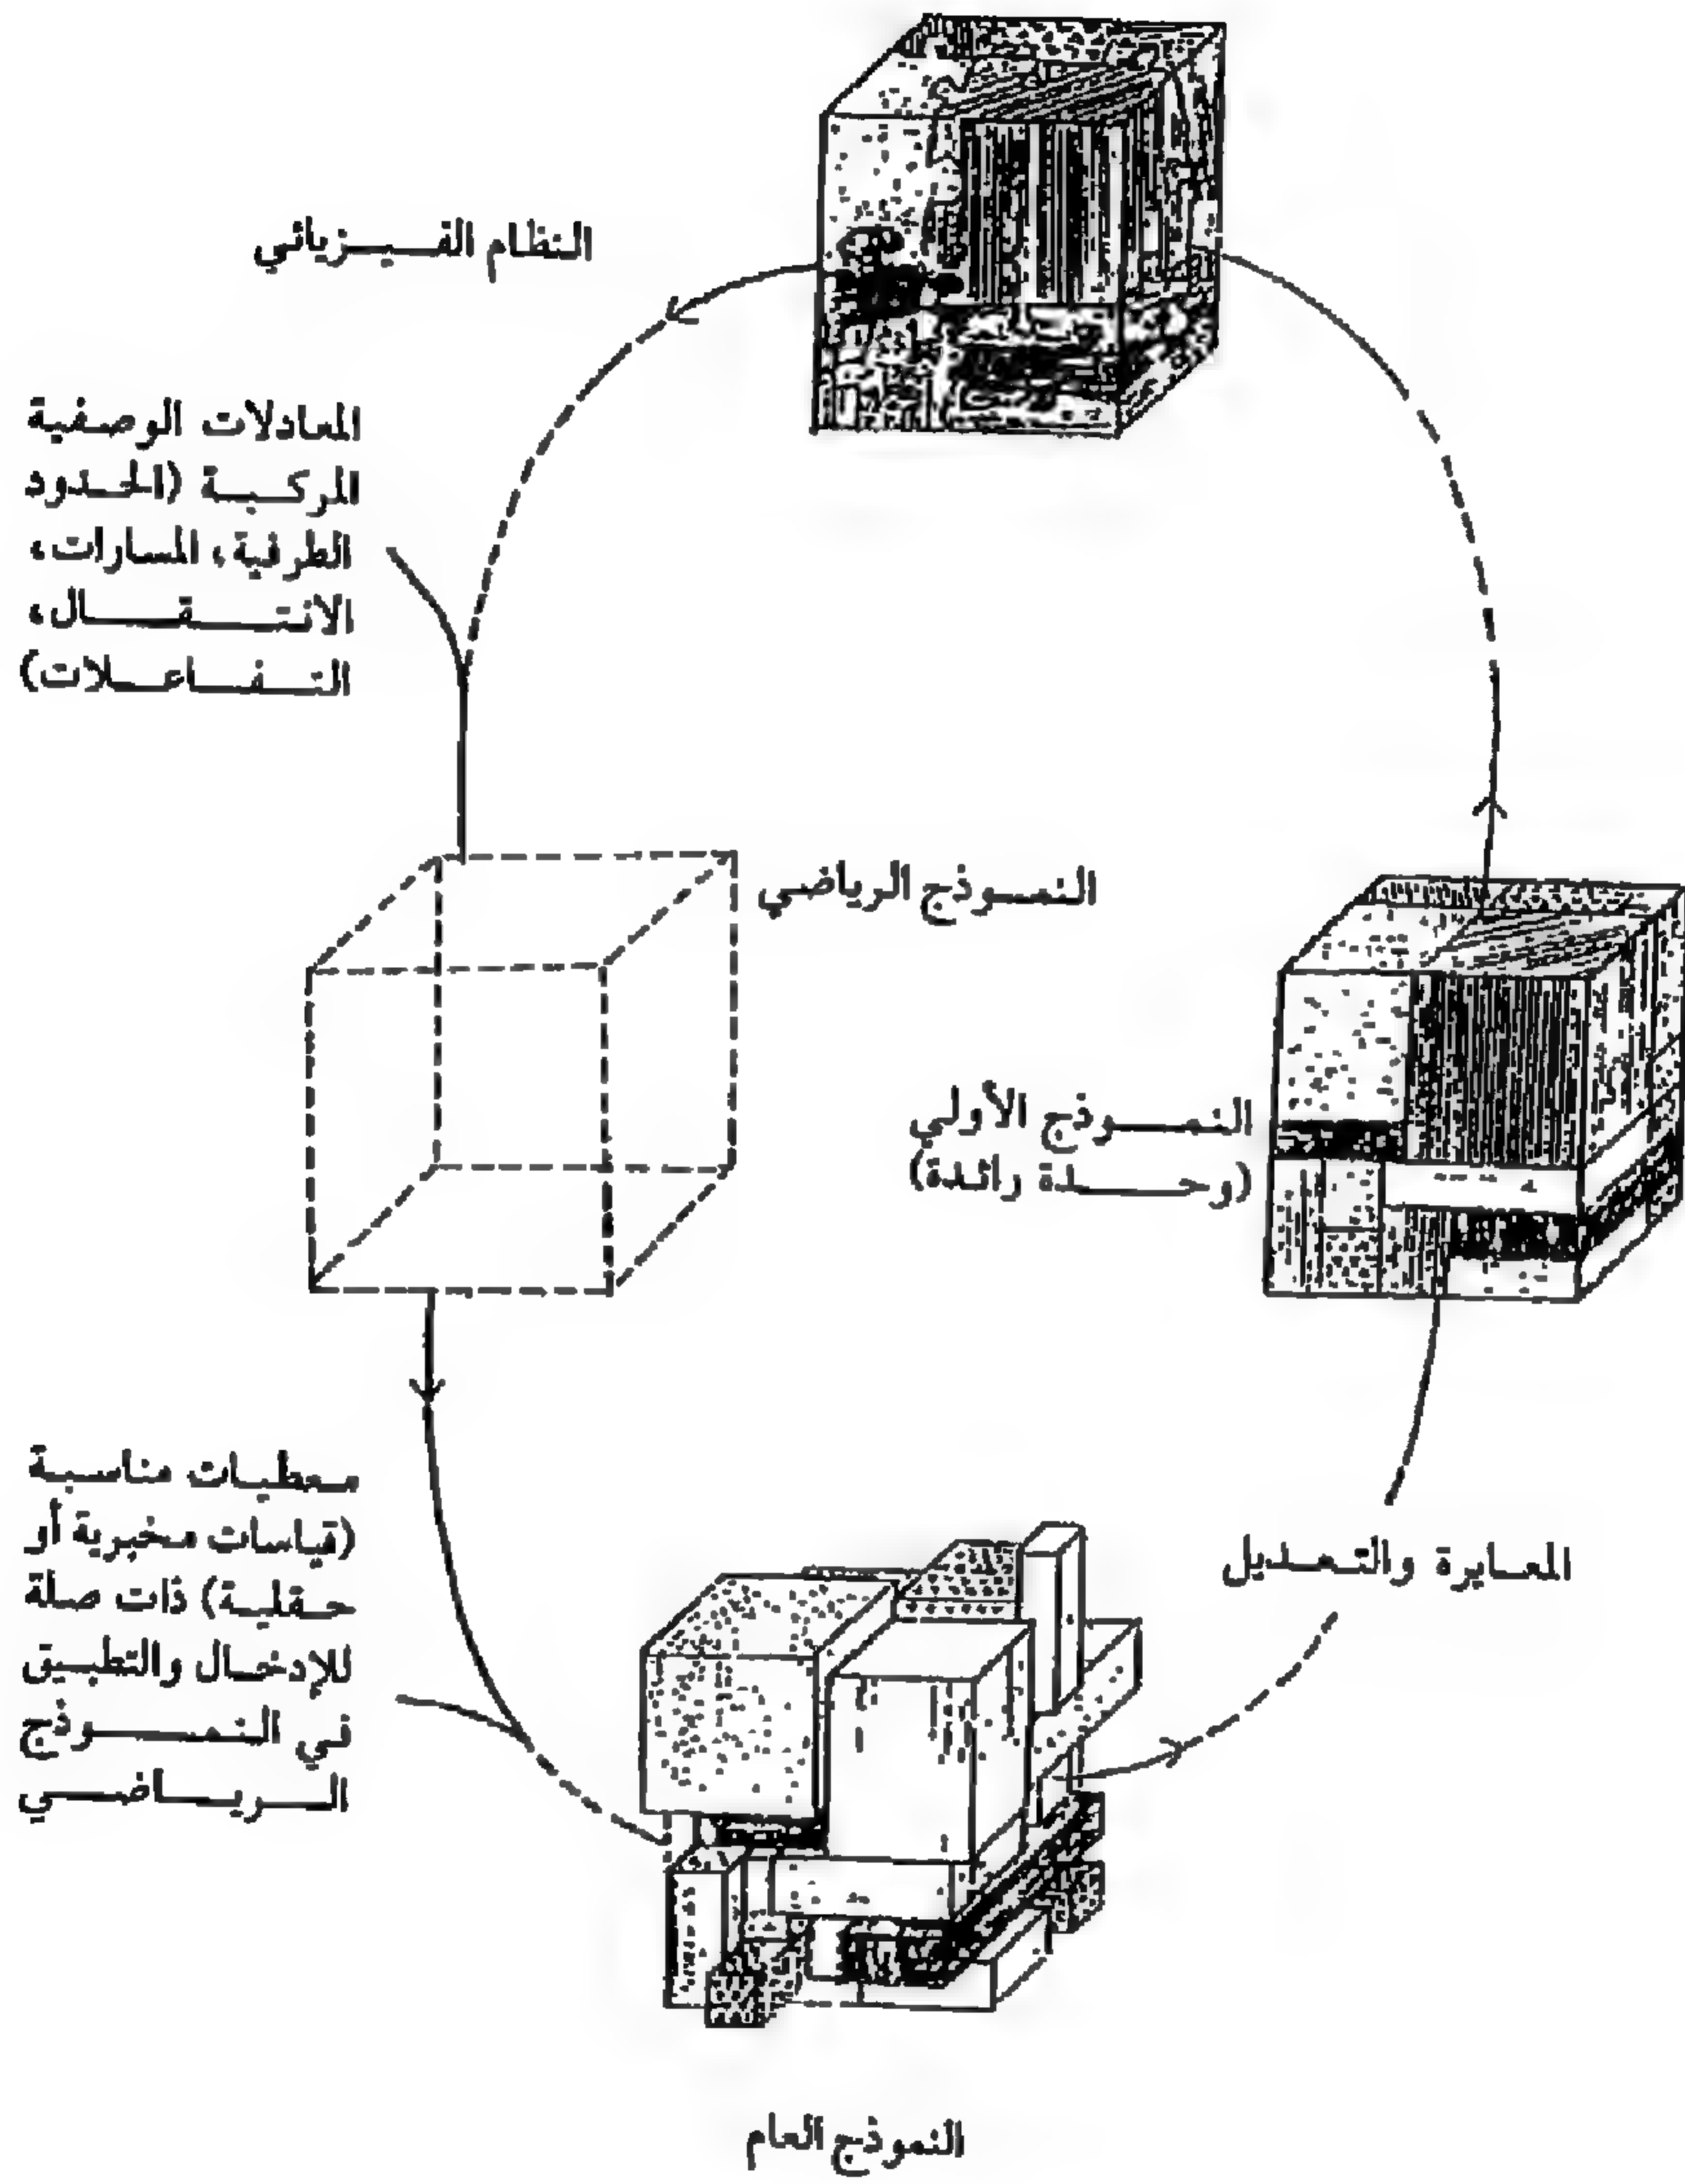 النظام الفيزيائي
المعادلات الوصفية
المركبة (الحدود
الطرفية، المسارات،
الانتقال،
التفاعلات)
النموذج الرياضي
النموذج الأولي
(وحدة رائدة)
معطيات مناسبة
(قياسات مخبرية أو
حقلية) ذات صلة
للإدخال والتطبيق
في النموذج
الرياضي
المعايرة والتعديل
النموذج العام